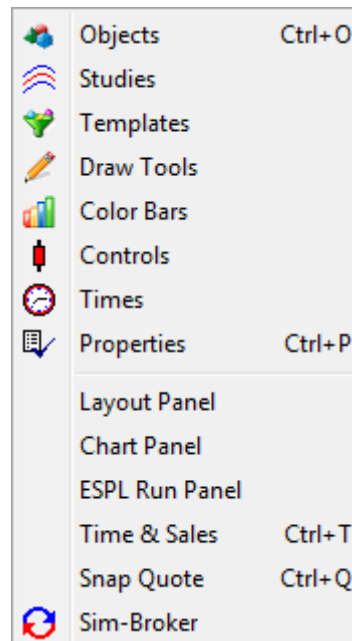 Objects Ctrl+O
Studies
Templates
Draw Tools
Color Bars
Controls
Times
Properties Ctrl+P
Layout Panel
Chart Panel
ESPL Run Panel
Time & Sales Ctrl+T
Snap Quote Ctrl+Q
Sim-Broker